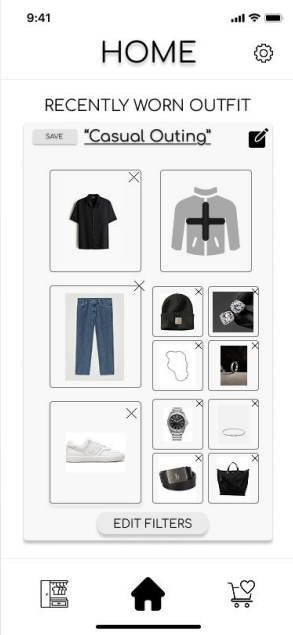 9:41
HOME
RECENTLY WORN OUTFIT
SAVE
"Casual Outing"
EDIT FILTERS